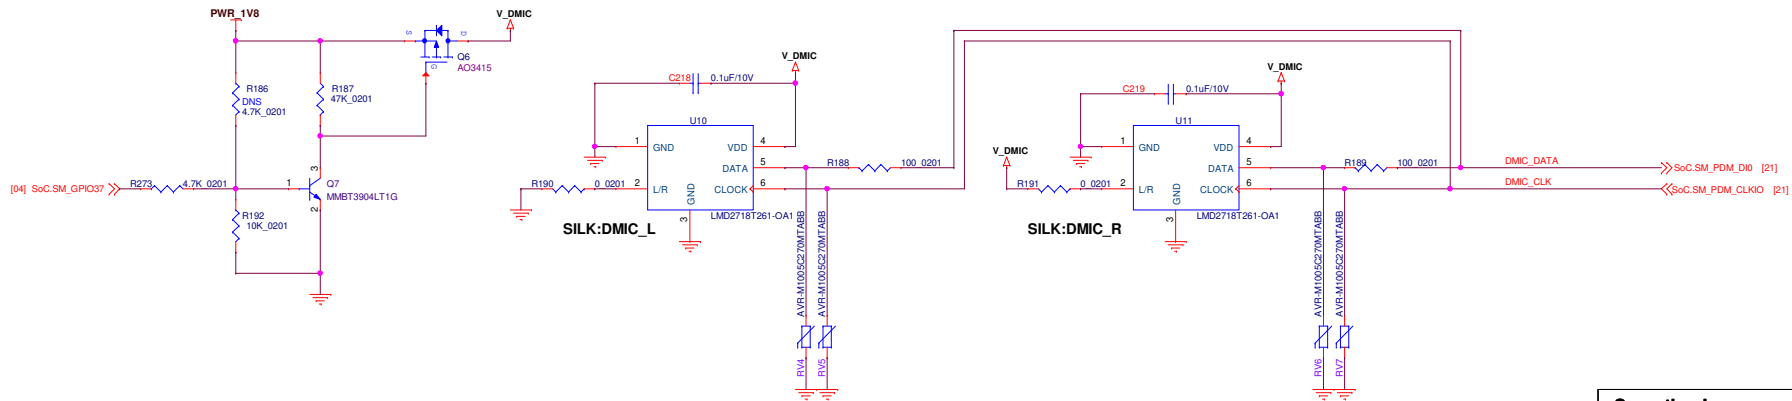 PWR_1V8
V_DMIC
S
D
G
Q6
AO3415
R186
DNS
4.7K_0201
R187
47K_0201
[04] SoC.SM_GPIO37
R273
4.7K_0201
1
3
2
Q7
MMBT3904LT1G
R192
10K_0201
V_DMIC
C218
0.1uF/10V
U10
1
GND
VDD
4
DATA
5
2
L/R
CLOCK
6
GND
3
LMD2718T261-OA1
R190
0_0201
SILK:DMIC_L
R188
100_0201
AVR-M1005C270MTABB
AVR-M1005C270MTABB
RV4
RV5
V_DMIC
C219
0.1uF/10V
U11
1
GND
VDD
4
DATA
5
2
L/R
CLOCK
6
GND
3
LMD2718T261-OA1
V_DMIC
R191
0_0201
SILK:DMIC_R
R189
100_0201
AVR-M1005C270MTABB
AVR-M1005C270MTABB
RV6
RV7
DMIC_DATA
SoC.SM_PDM_DI0 [21]
DMIC_CLK
SoC.SM_PDM_CLKIO [21]